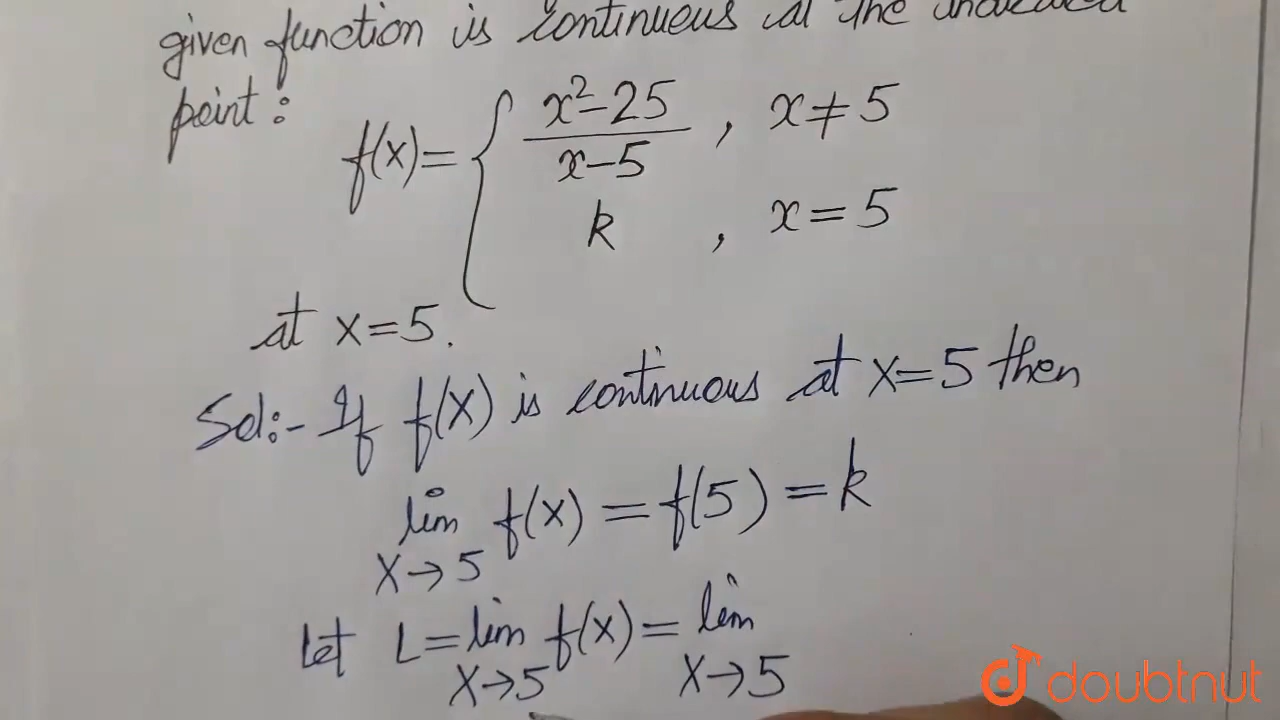 given function is continuous at the indicated
point :
f(x) = { x²-25 / x-5 , x ≠ 5
k , x = 5
at x = 5.
Sol:- If f(x) is continuous at x = 5 then
lim f(x) = f(5) = k
x → 5
Let L = lim f(x) = lim
x → 5 x → 5
doubtnut